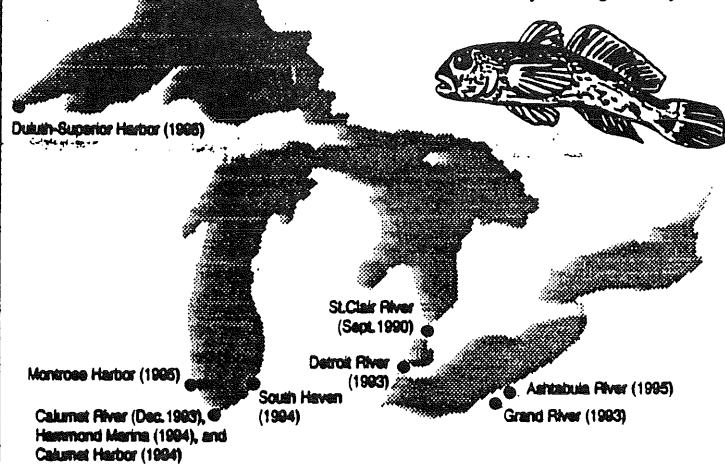 Duluth-Superior Harbor (1995)
St.Clair River
(Sept. 1990)
Detroit River
(1993)
Montrose Harbor (1995)
South Haven
(1994)
Ashtabula River (1995)
Grand River (1993)
Calumet River (Dec. 1993),
Hammond Marina (1994), and
Calumet Harbor (1994)